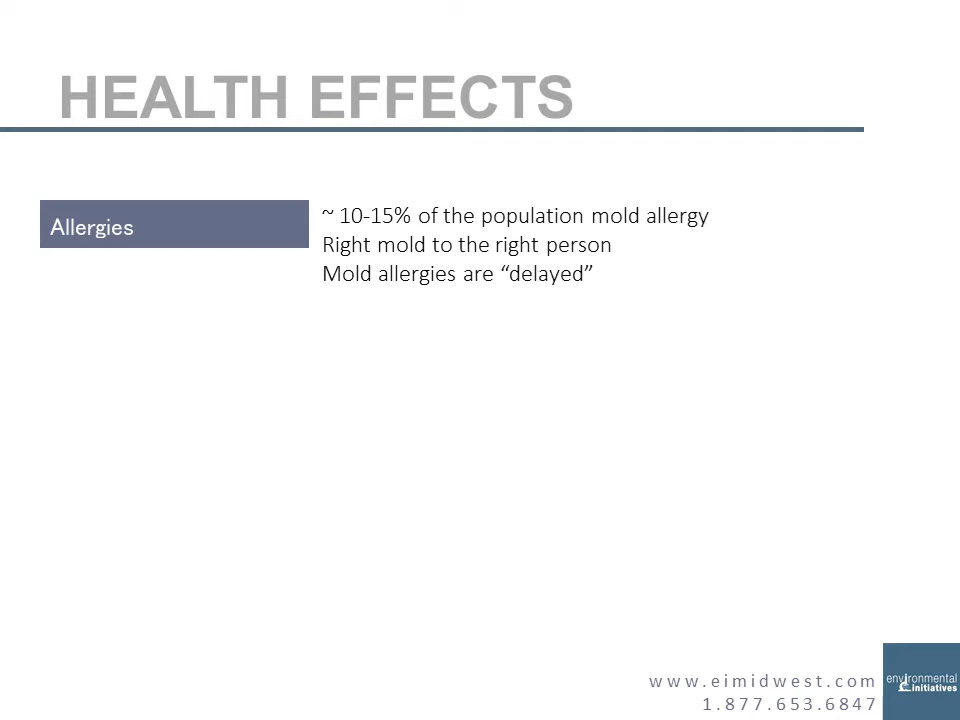 HEALTH EFFECTS
Allergies
~ 10-15% of the population mold allergy
Right mold to the right person
Mold allergies are “delayed”
www.eimidwest.com
1.877.653.6847
environmental
initiatives